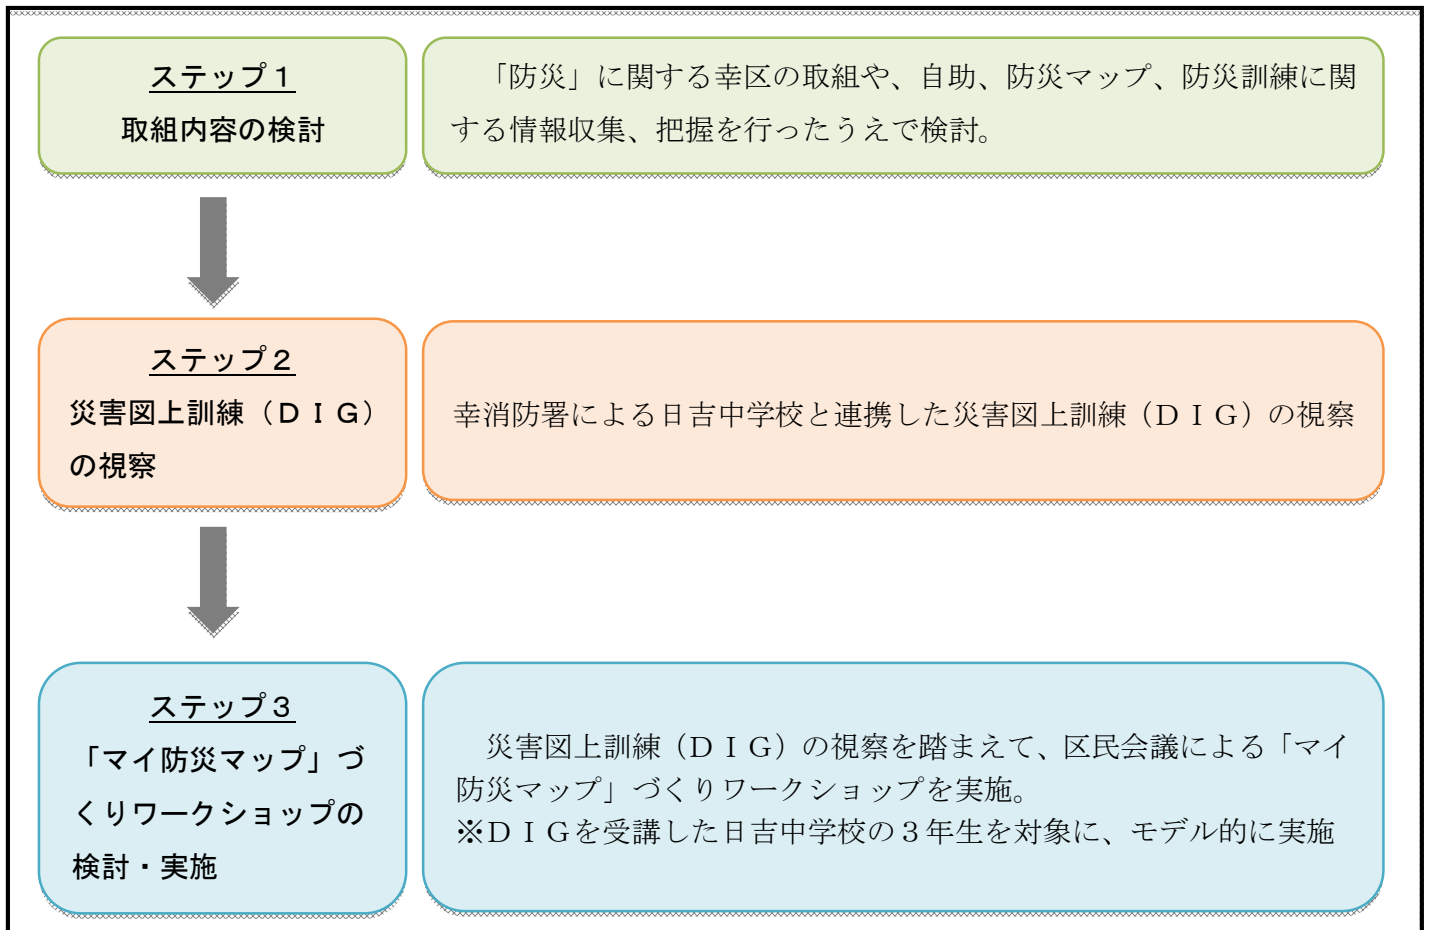 ステップ１
取組内容の検討
「防災」に関する幸区の取組や、自助、防災マップ、防災訓練に関
する情報収集、把握を行ったうえで検討。
ステップ２
災害図上訓練（ＤＩＧ）
の視察
幸消防署による日吉中学校と連携した災害図上訓練（ＤＩＧ）の視察
ステップ３
「マイ防災マップ」づ
くりワークショップの
検討・実施
災害図上訓練（ＤＩＧ）の視察を踏まえて、区民会議による「マイ
防災マップ」づくりワークショップを実施。
※ＤＩＧを受講した日吉中学校の３年生を対象に、モデル的に実施